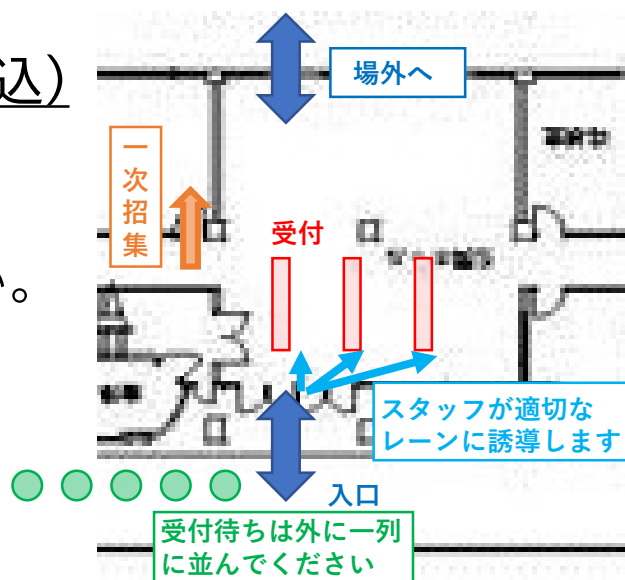 込）
場外へ
一次招集
受付
い。
スタッフが適切な
レーンに誘導します
入口
受付待ちは外に一列
に並んでください